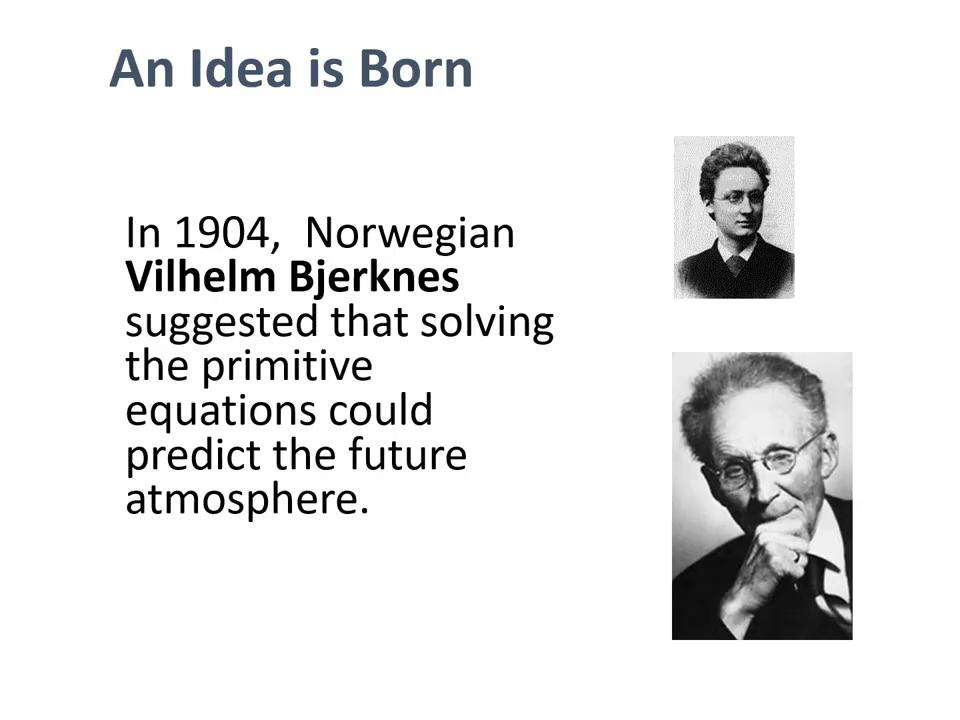 An Idea is Born
In 1904,  Norwegian
Vilhelm Bjerknes
suggested that solving
the primitive
equations could
predict the future
atmosphere.